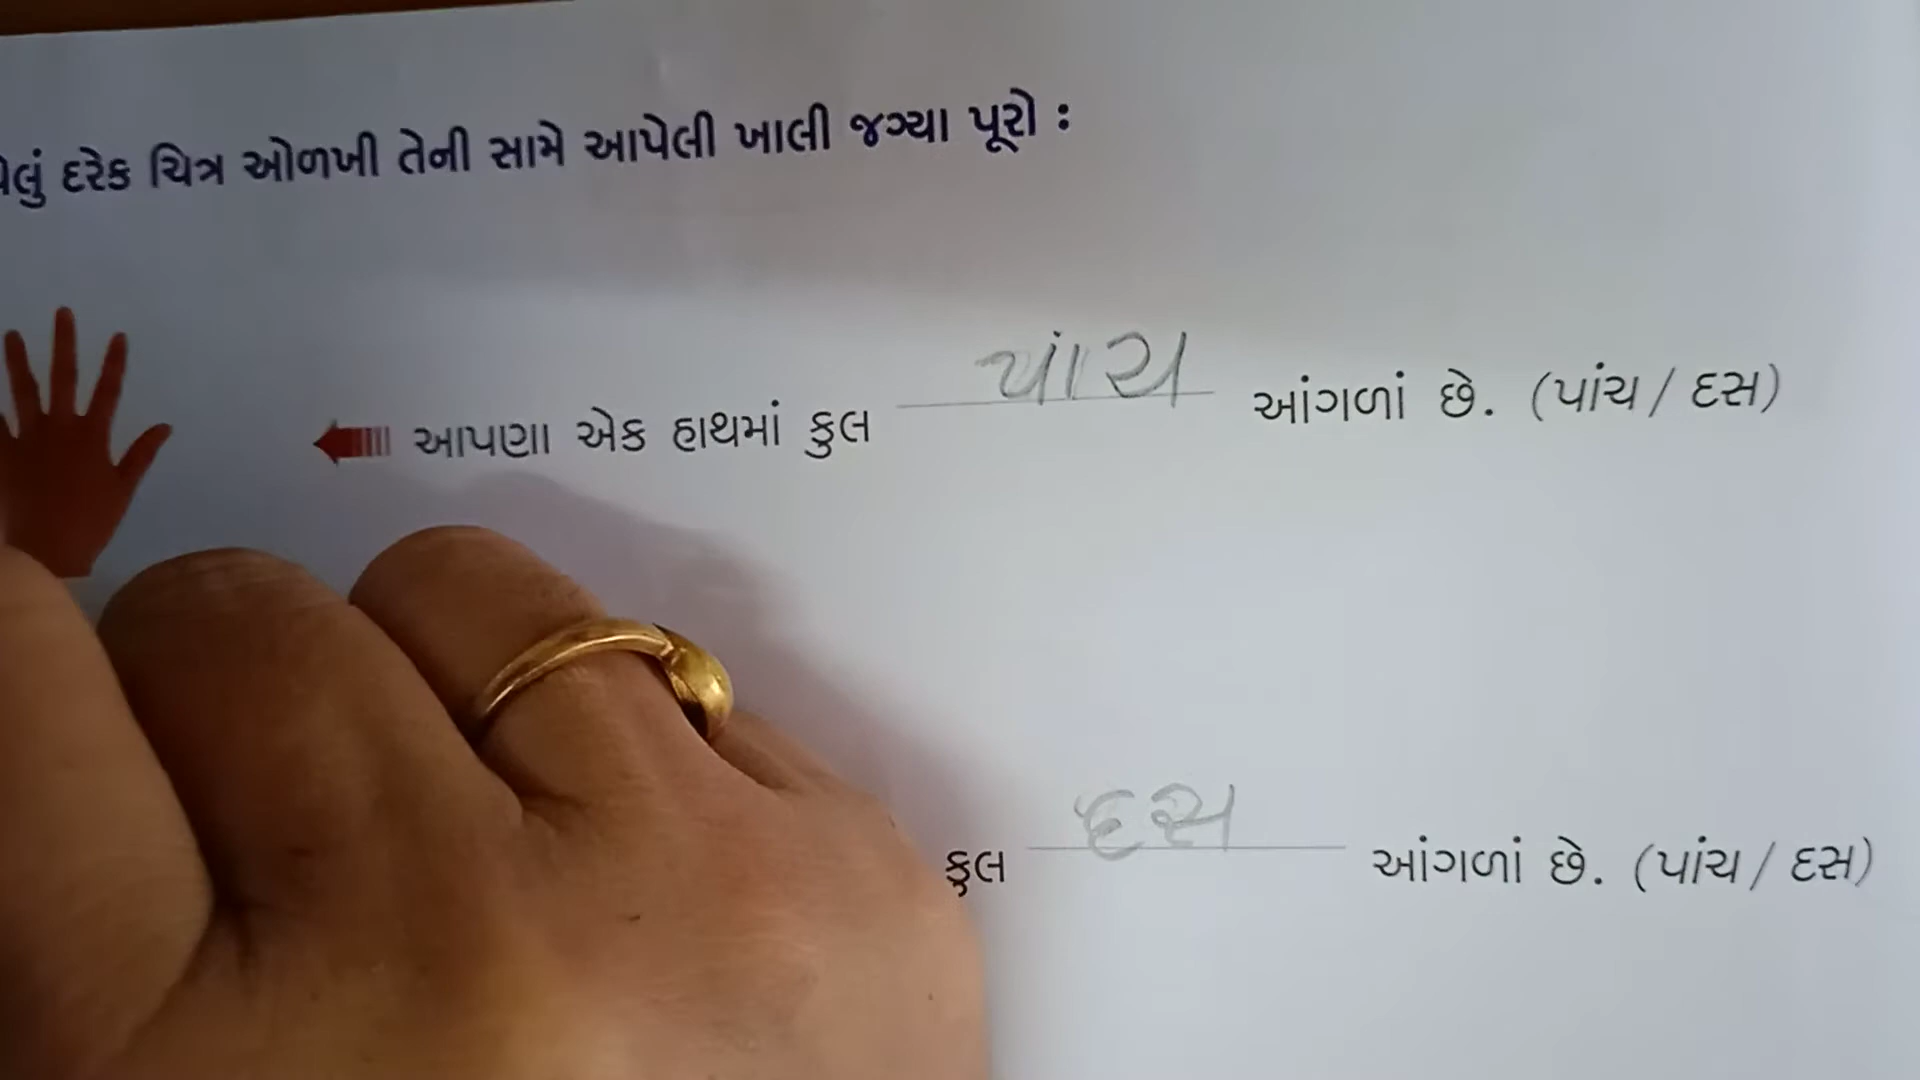 દરેક ચિત્ર ઓળખી તેની સામે આપેલી ખાલી જગ્યા પૂરો :
આપણા એક હાથમાં કુલ પાંચ આંગળાં છે. (પાંચ / દસ)
કુલ દસ આંગળાં છે. (પાંચ / દસ)